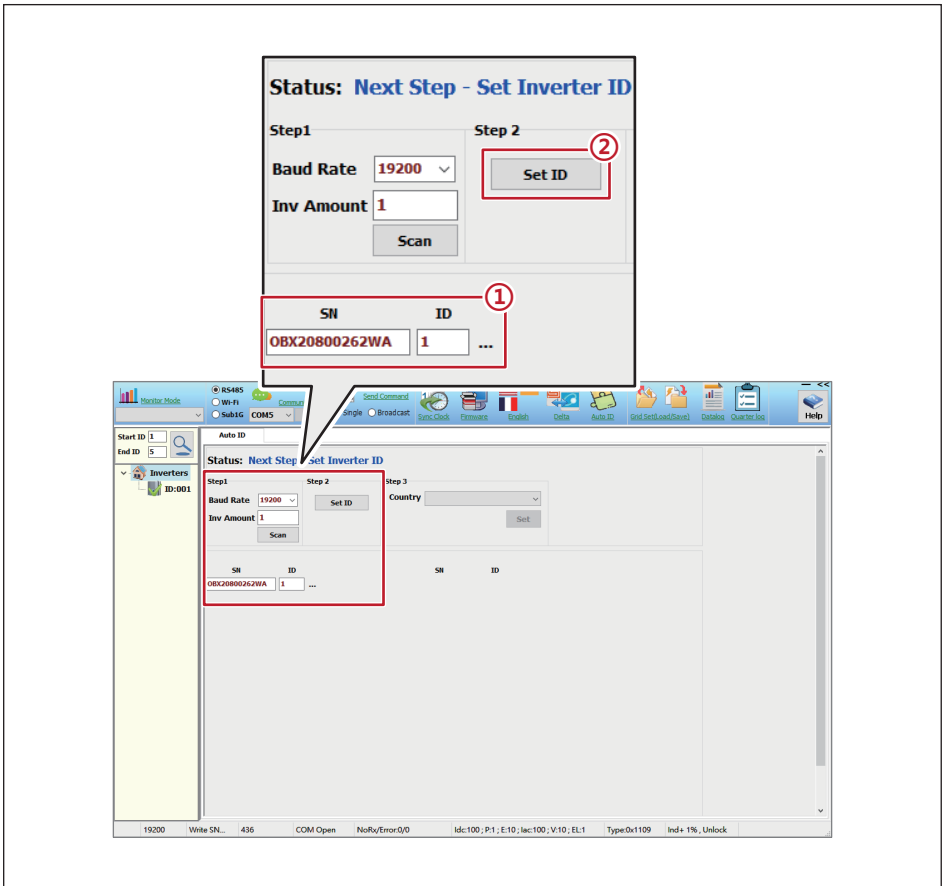 Status: Next Step - Set Inverter ID
Step1
Step 2
②
Baud Rate 19200
Set ID
Inv Amount 1
Scan
①
SN ID
OBX20800262WA 1 ...
Monitor Mode
RS485
Wi-Fi
Sub1G COM5
Send Command
Single Broadcast
Sync Clock
Firmware
English
Delta
Auto ID
Grid Set(Load/Save)
Datalog
Quarter log
<<
Help
Start ID 1
End ID 5
Inverters
ID:001
Auto ID
Status: Next Step Set Inverter ID
Step1 Step 2 Step 3
Baud Rate 19200 Set ID Country
Inv Amount 1 Set
Scan
SN ID SN ID
OBX20800262WA 1 ...
19200 Write SN... 436 COM Open NoRx/Error:0/0 Idc:100 ; P:1 ; E:10 ; Iac:100 ; V:10 ; EL:1 Type:0x1109 Ind+ 1% , Unlock